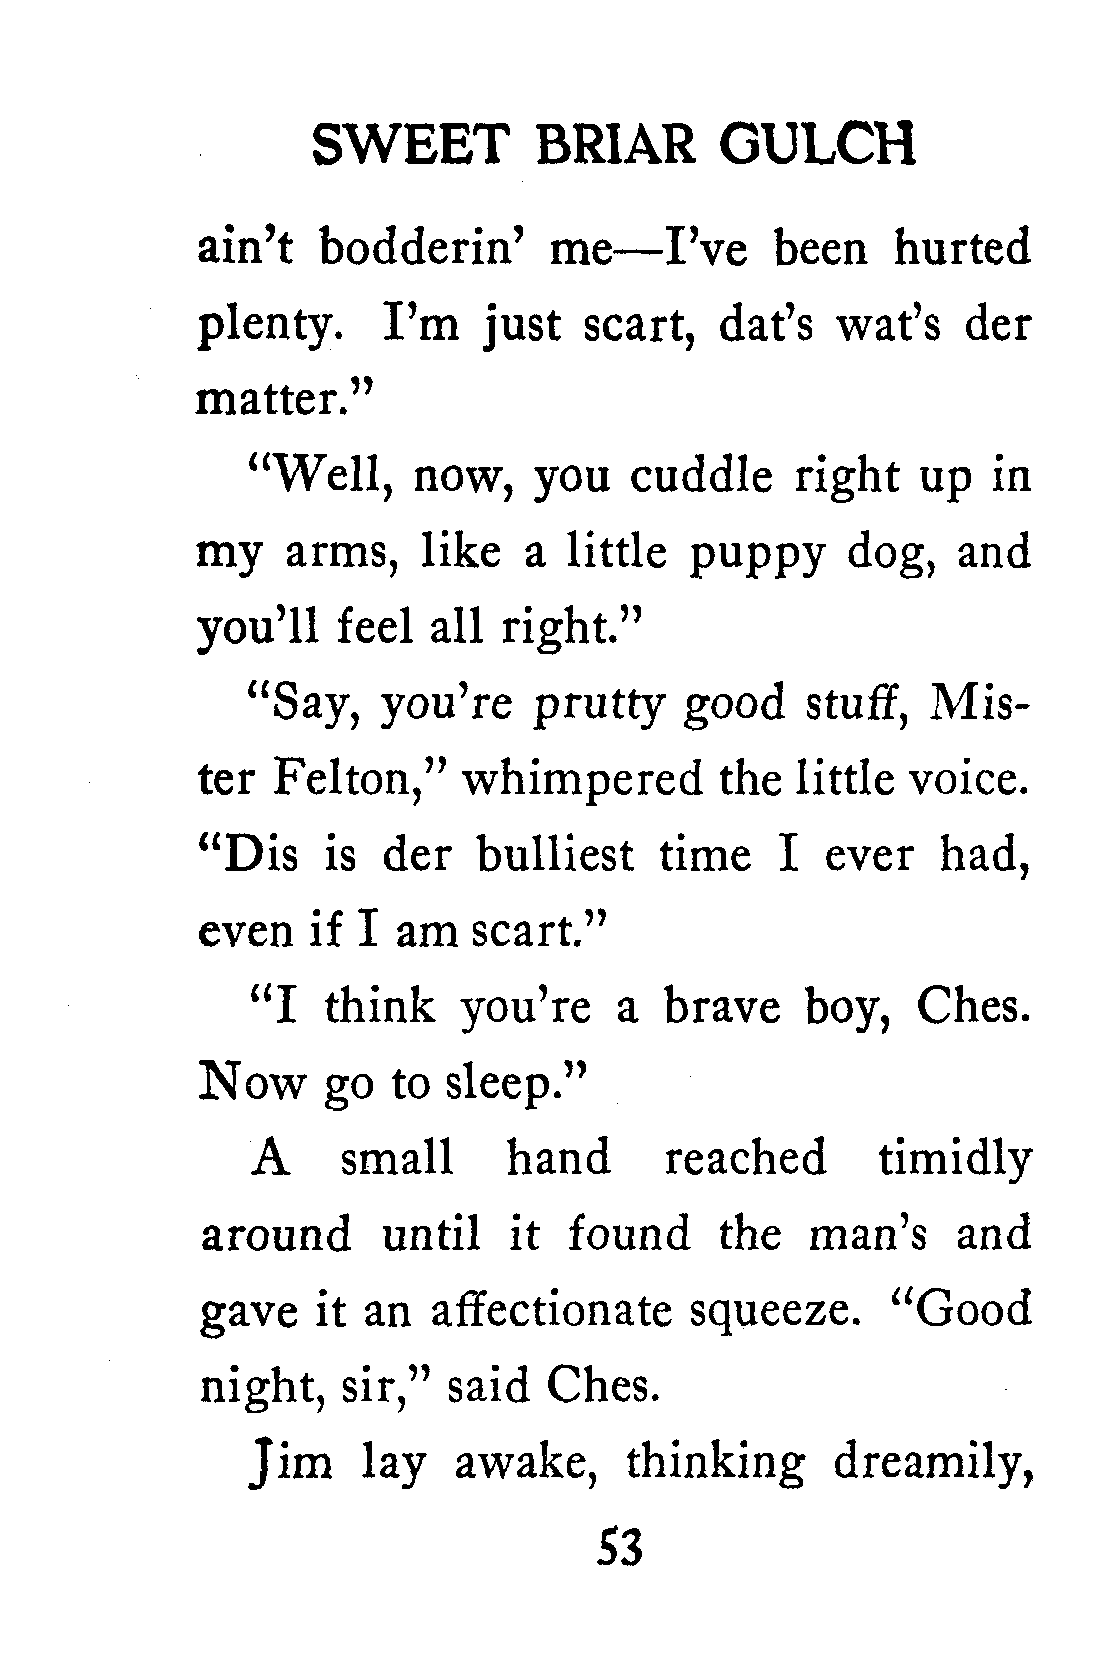 SWEET BRIAR GULCH
ain't bodderin' me—I've been hurted
plenty. I'm just scart, dat's wat's der
matter."
"Well, now, you cuddle right up in
my arms, like a little puppy dog, and
you'll feel all right."
"Say, you're prutty good stuff, Mis-
ter Felton," whimpered the little voice.
"Dis is der bulliest time I ever had,
even if I am scart."
"I think you're a brave boy, Ches.
Now go to sleep."
A small hand reached timidly
around until it found the man's and
gave it an affectionate squeeze. "Good
night, sir," said Ches.
Jim lay awake, thinking dreamily,
53